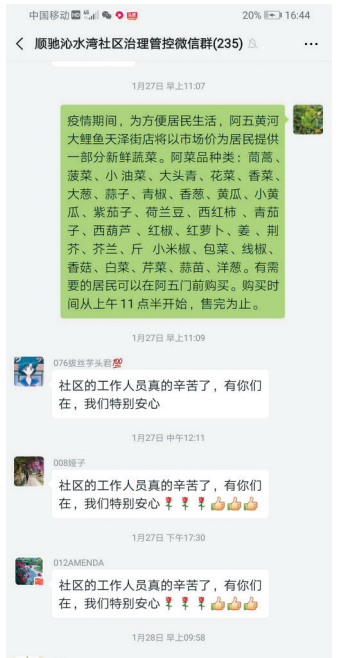 中国移动 20% 16:44
顺驰沁水湾社区治理管控微信群(235)
1月27日 早上11:07
疫情期间，为方便居民生活，阿五黄河
大鲤鱼天泽街店将以市场价为居民提供
一部分新鲜蔬菜。阿菜品种类：茼蒿、
菠菜、小油菜、大头青、花菜、香菜、
大葱、蒜子、青椒、香葱、黄瓜、小黄
瓜、紫茄子、荷兰豆、西红柿 、青茄
子、西葫芦 、红椒、红萝卜、姜 、荆
芥、芥兰、斤 小米椒、包菜、线椒、
香菇、白菜、芹菜、蒜苗、洋葱。有需
要的居民可以在阿五门前购买。购买时
间从上午11点半开始，售完为止。
1月27日 早上11:09
076拔丝芋头君💯
社区的工作人员真的辛苦了，有你们
在，我们特别安心
1月27日 中午12:11
008娅子
社区的工作人员真的辛苦了，有你们
在，我们特别安心🌹🌹🌹👍👍👍
1月27日 下午17:30
012AMENDA
社区的工作人员真的辛苦了，有你们
在，我们特别安心🌹🌹🌹👍👍👍
1月28日 早上09:58